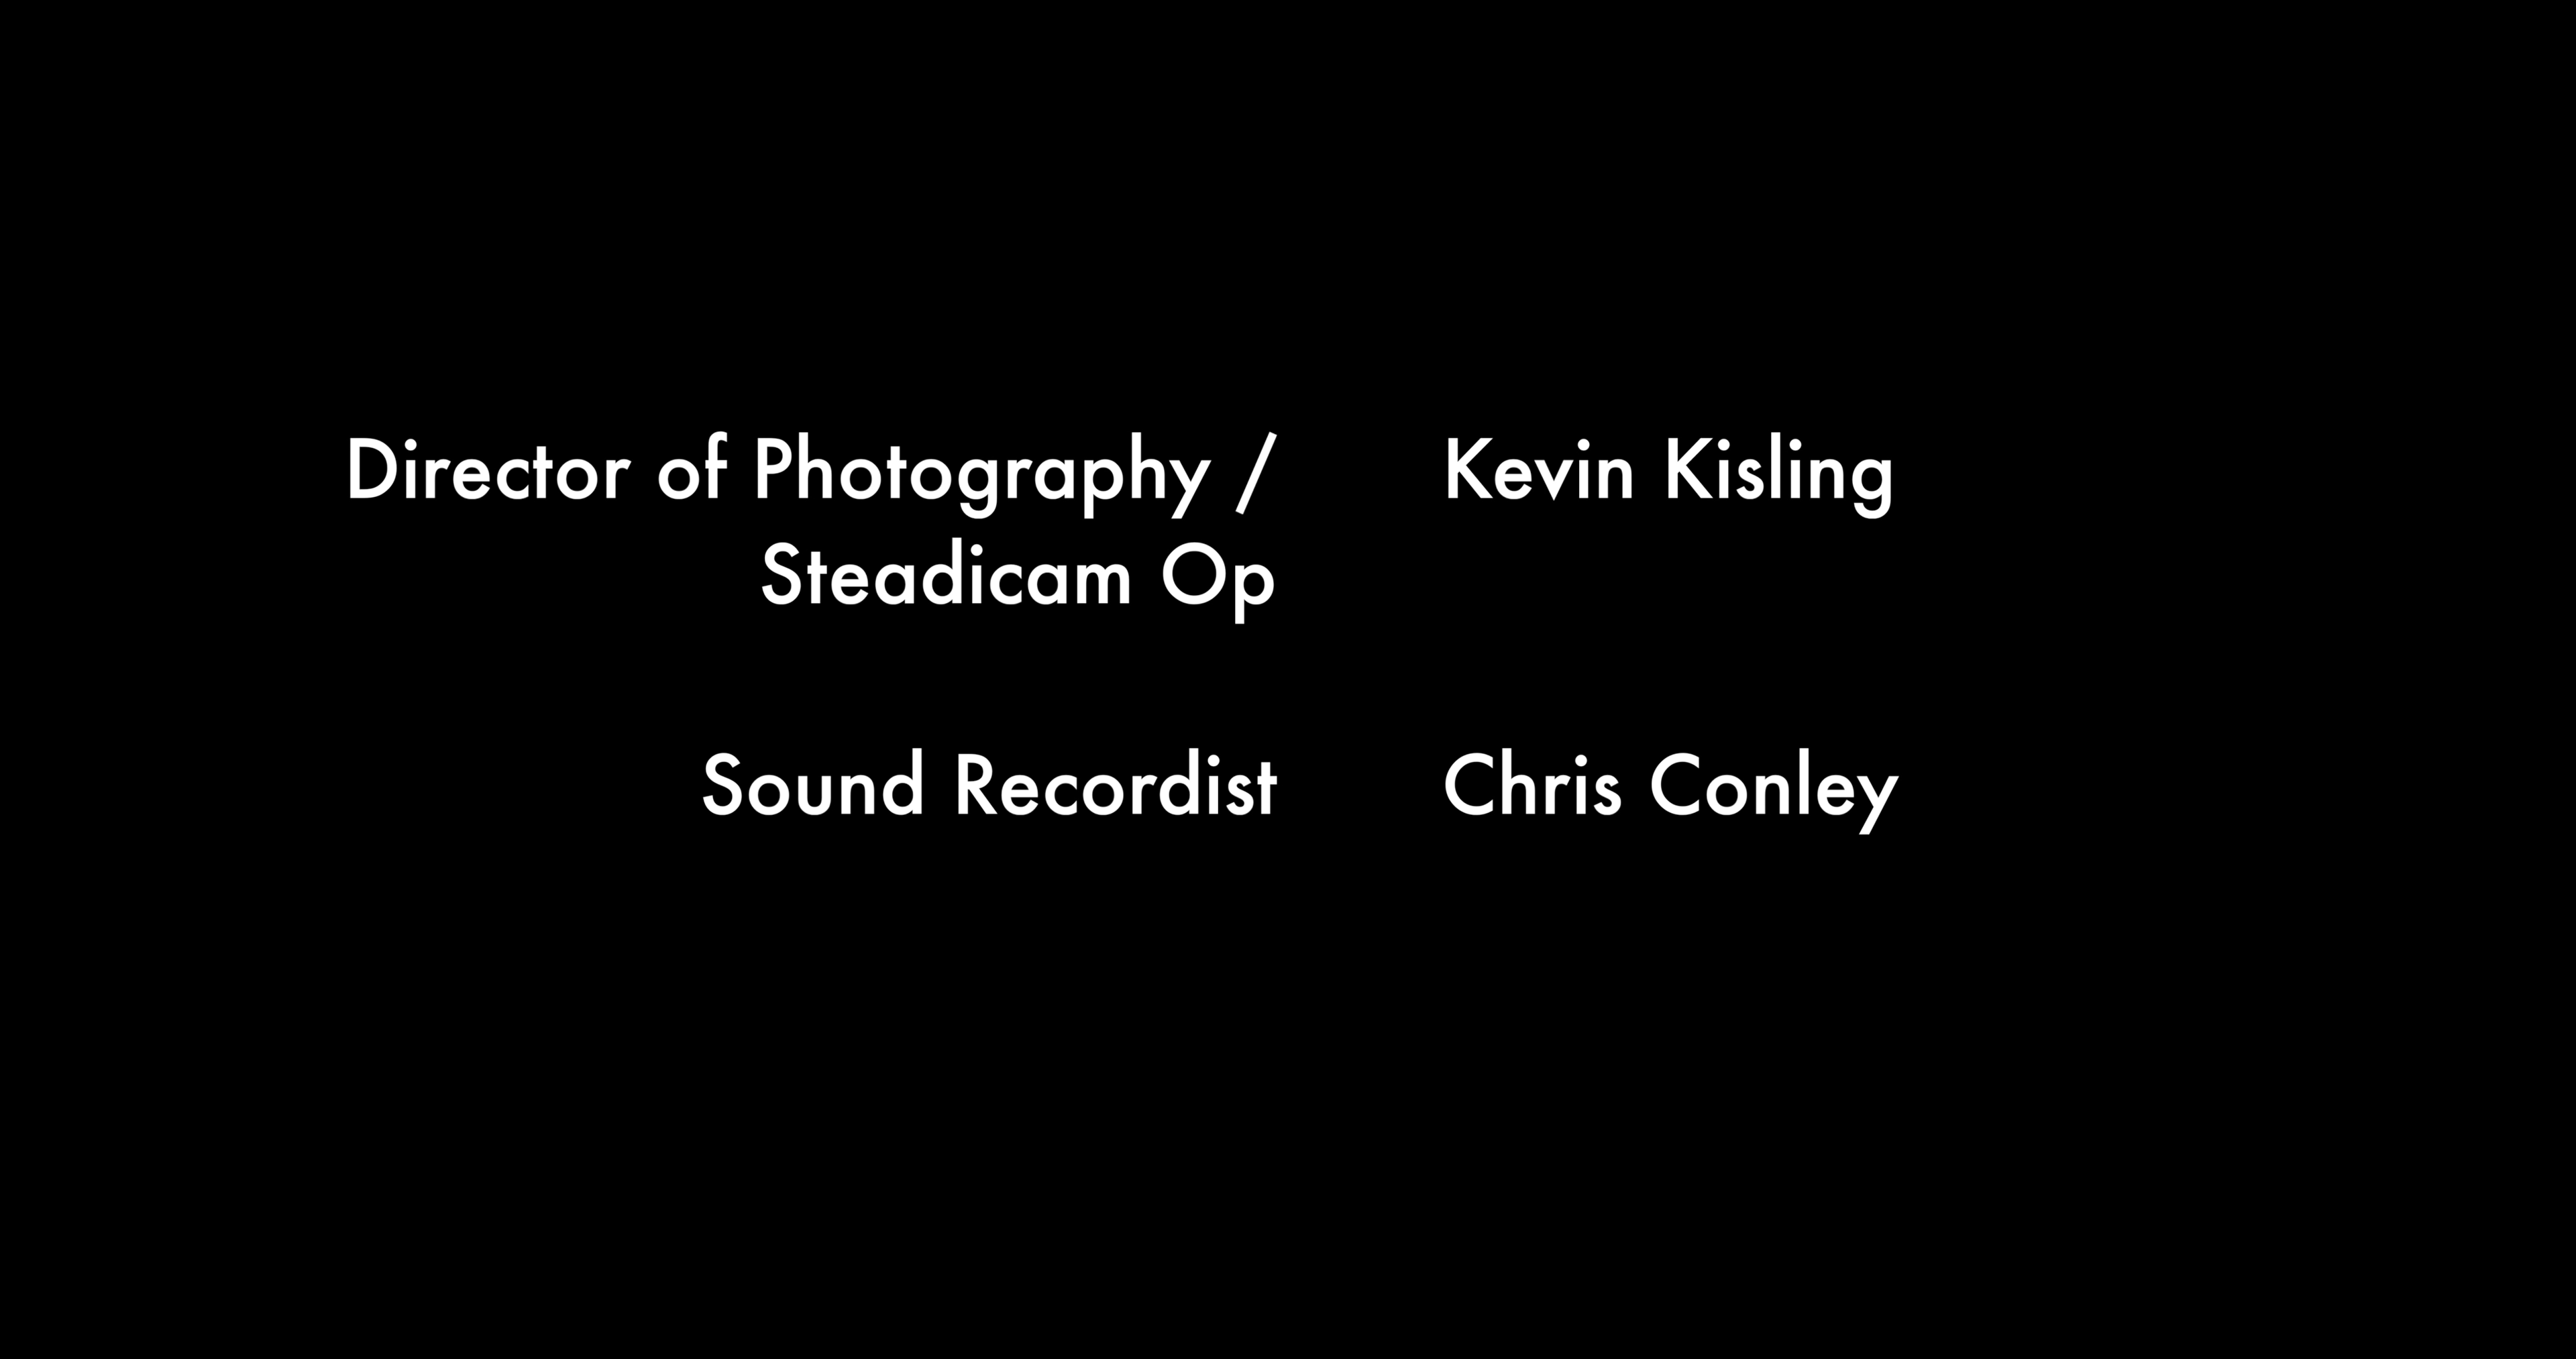 Director of Photography / Kevin Kisling
Steadicam Op
Sound Recordist Chris Conley